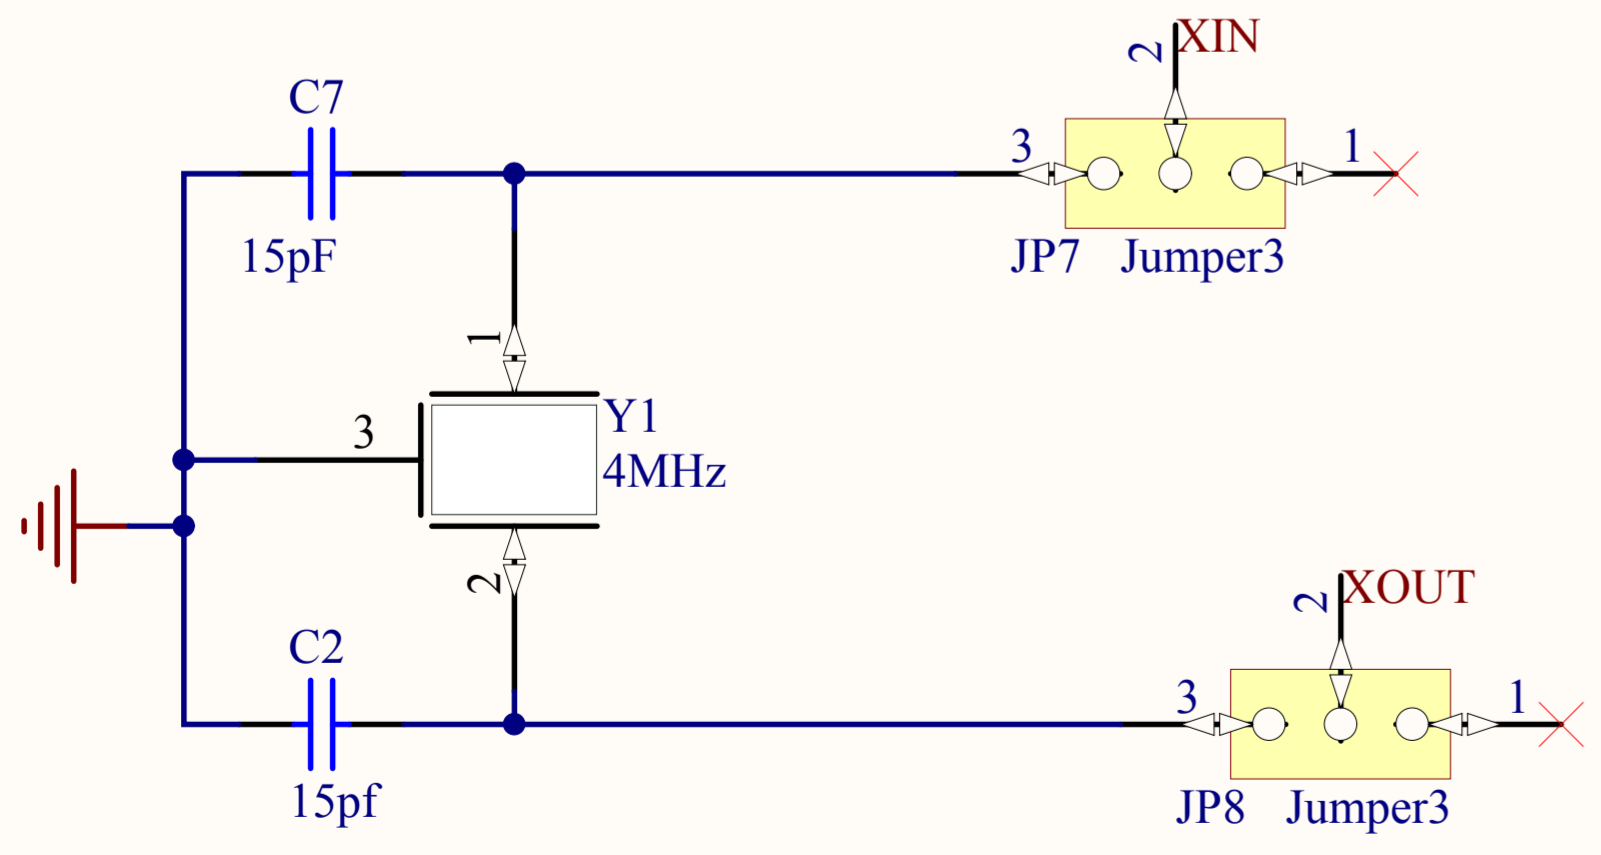 2
XIN
C7
3
1
15pF
JP7 Jumper3
1
3
Y1
4MHz
2
2
XOUT
C2
3
1
15pf
JP8 Jumper3